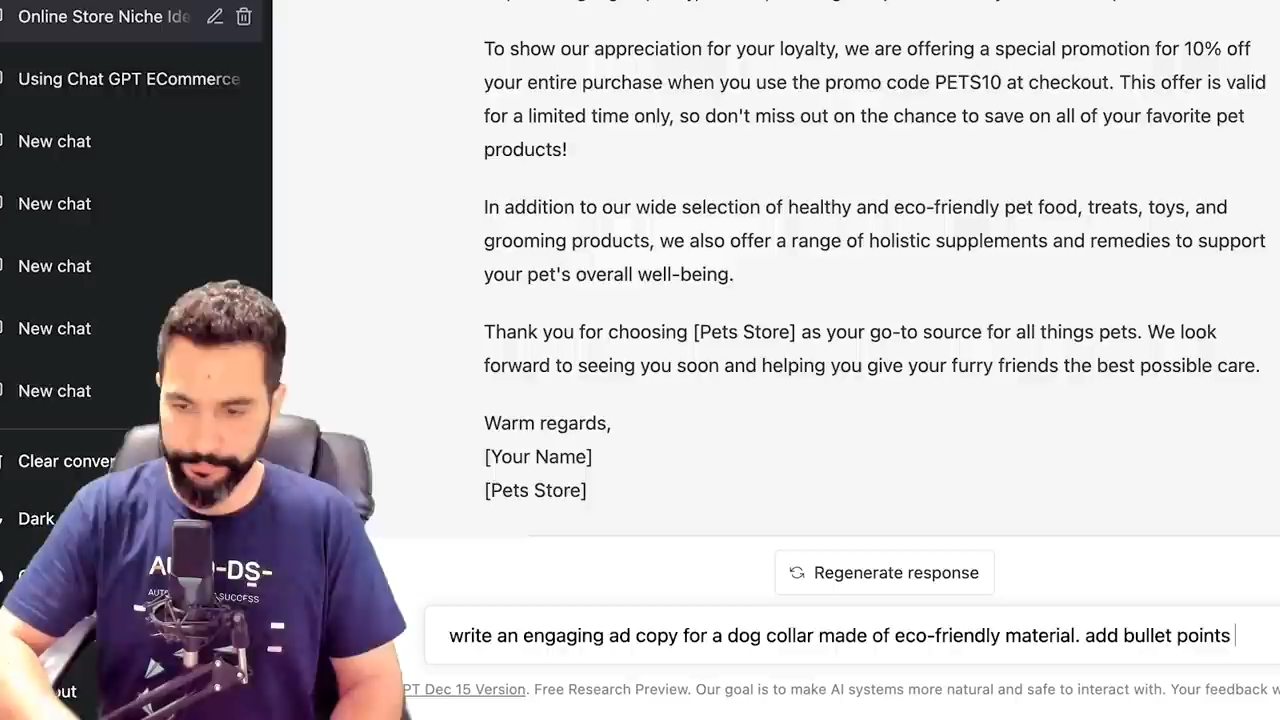 Online Store Niche Ide
Using Chat GPT ECommerce
New chat
New chat
New chat
New chat
New chat
Clear conver
Dark
out
To show our appreciation for your loyalty, we are offering a special promotion for 10% off
your entire purchase when you use the promo code PETS10 at checkout. This offer is valid
for a limited time only, so don't miss out on the chance to save on all of your favorite pet
products!
In addition to our wide selection of healthy and eco-friendly pet food, treats, toys, and
grooming products, we also offer a range of holistic supplements and remedies to support
your pet's overall well-being.
Thank you for choosing [Pets Store] as your go-to source for all things pets. We look
forward to seeing you soon and helping you give your furry friends the best possible care.
Warm regards,
[Your Name]
[Pets Store]
Regenerate response
write an engaging ad copy for a dog collar made of eco-friendly material. add bullet points
PT Dec 15 Version. Free Research Preview. Our goal is to make AI systems more natural and safe to interact with. Your feedback w
-DS-
SUCCESS